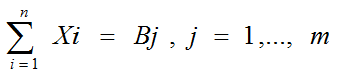 n
∑ Xi = Bj , j = 1,..., m
i = 1